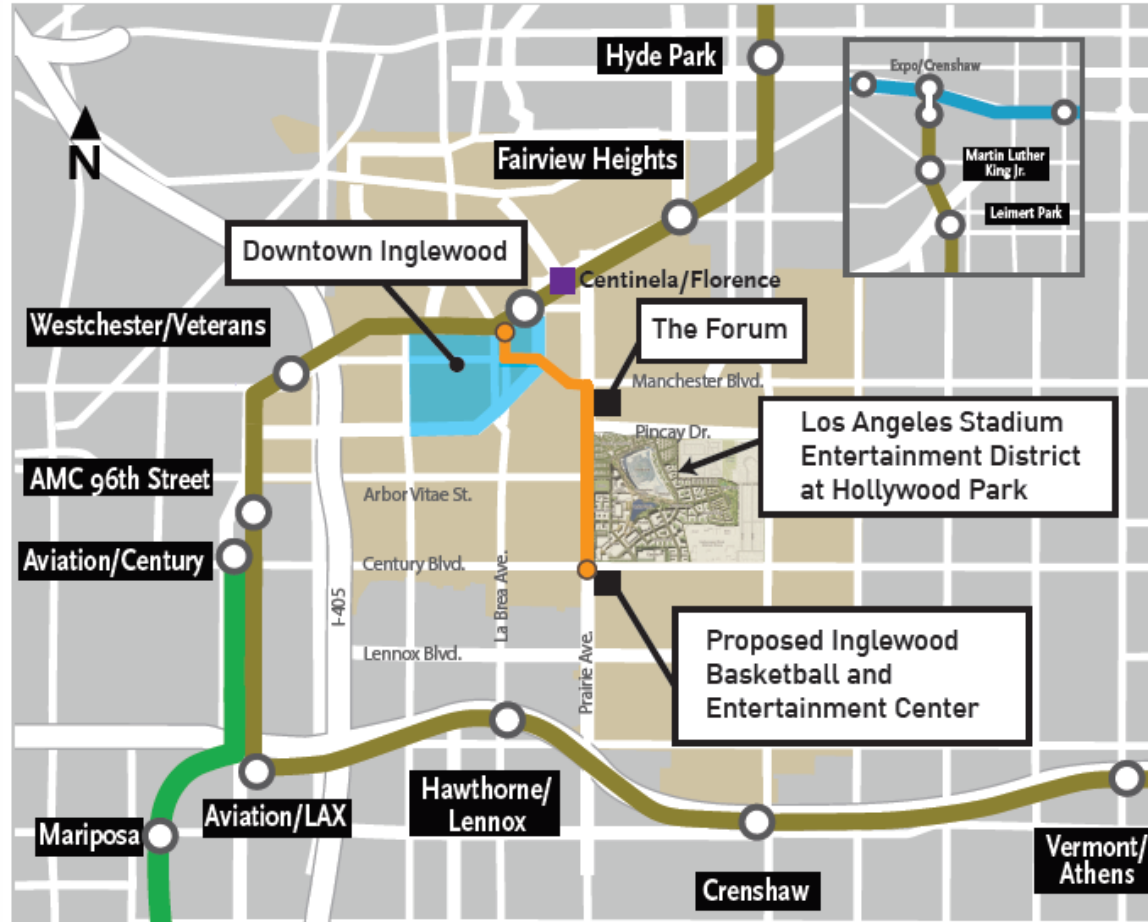 Hyde Park
Expo/Crenshaw
Martin Luther
King Jr.
Leimert Park
N
Fairview Heights
Downtown Inglewood
Centinela/Florence
Westchester/Veterans
The Forum
Manchester Blvd.
Pincay Dr.
Los Angeles Stadium
Entertainment District
at Hollywood Park
AMC 96th Street
Arbor Vitae St.
Aviation/Century
Century Blvd.
I-405
La Brea Ave.
Prairie Ave.
Lennox Blvd.
Proposed Inglewood
Basketball and
Entertainment Center
Aviation/LAX
Hawthorne/
Lennox
Mariposa
Crenshaw
Vermont/
Athens